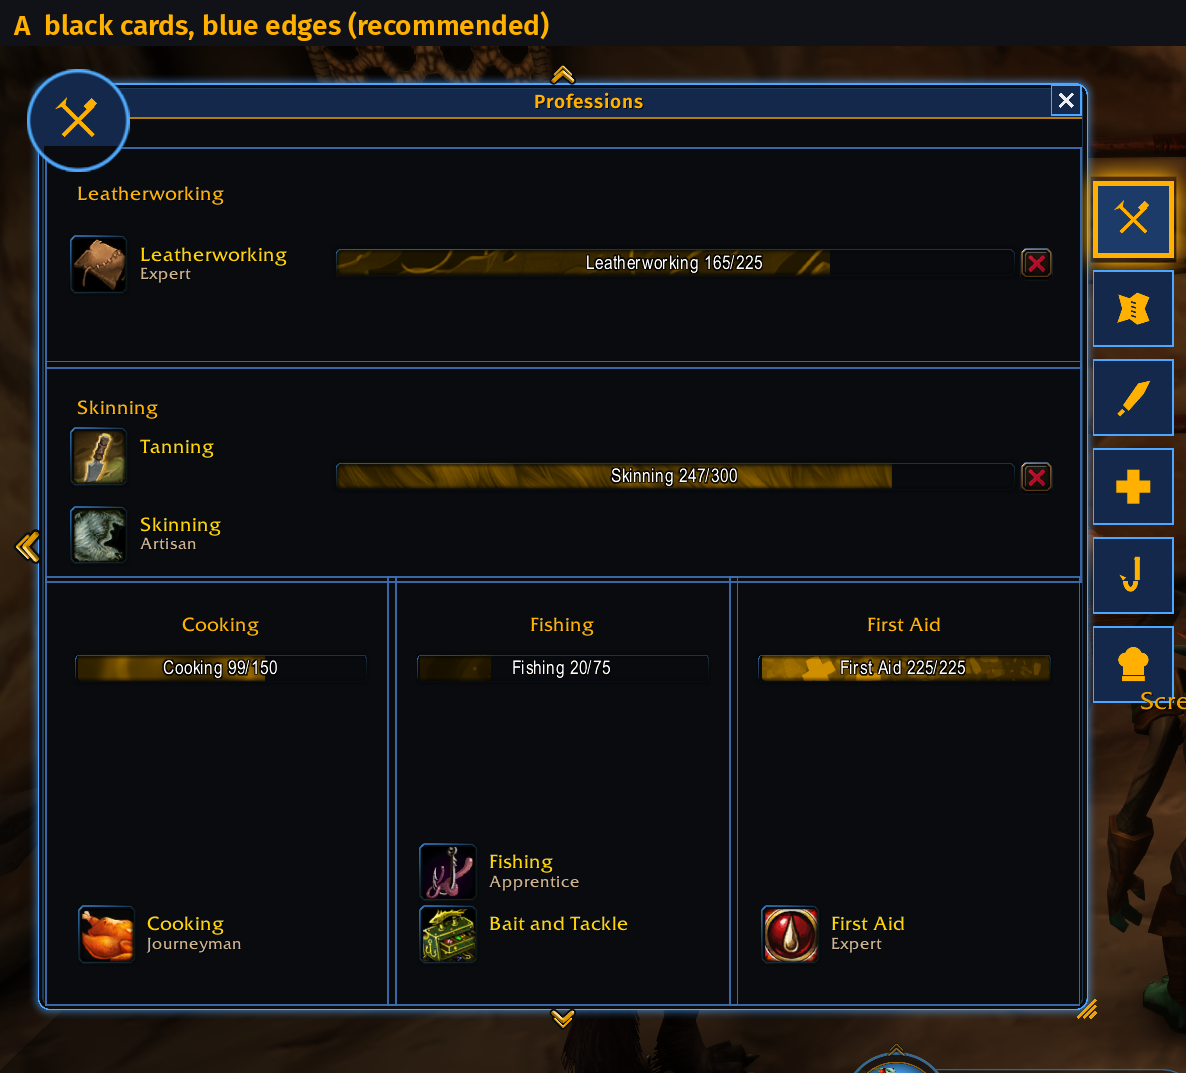 A black cards, blue edges (recommended)
Professions
Leatherworking
Leatherworking
Expert
Leatherworking 165/225
Skinning
Tanning
Skinning 247/300
Skinning
Artisan
Cooking
Fishing
First Aid
Cooking 99/150
Fishing 20/75
First Aid 225/225
Scre
Fishing
Apprentice
Cooking
Journeyman
Bait and Tackle
First Aid
Expert